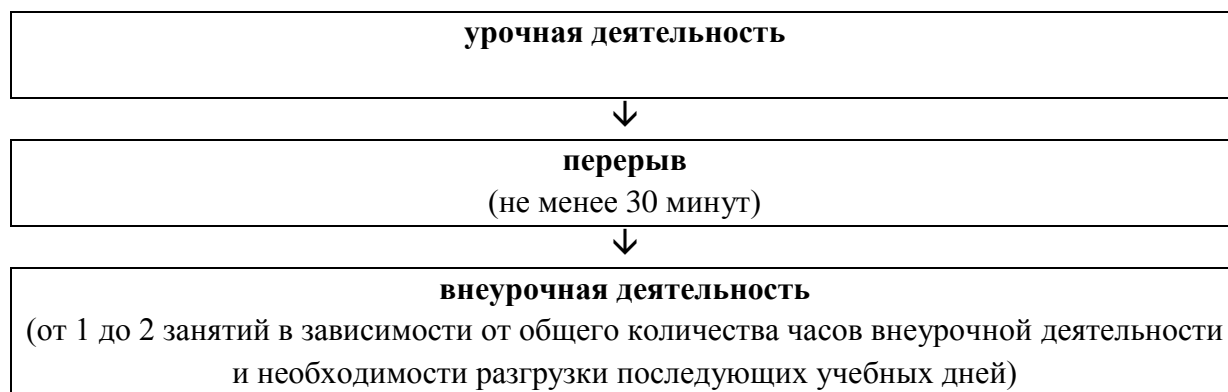 урочная деятельность
↓
перерыв
(не менее 30 минут)
↓
внеурочная деятельность
(от 1 до 2 занятий в зависимости от общего количества часов внеурочной деятельности
и необходимости разгрузки последующих учебных дней)